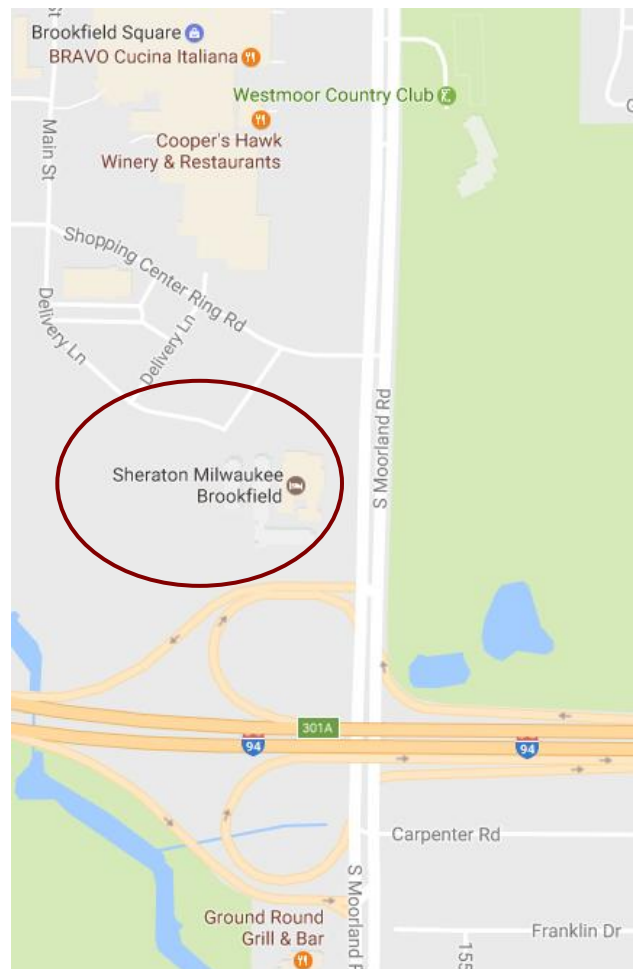 St
Brookfield Square
BRAVO Cucina Italiana
Westmoor Country Club
Cooper's Hawk
Winery & Restaurants
Main St
Shopping Center Ring Rd
Delivery Ln
Delivery Ln
S Moorland Rd
Sheraton Milwaukee
Brookfield
301A
94
94
Carpenter Rd
S Moorland R
Ground Round
Grill & Bar
Franklin Dr
155